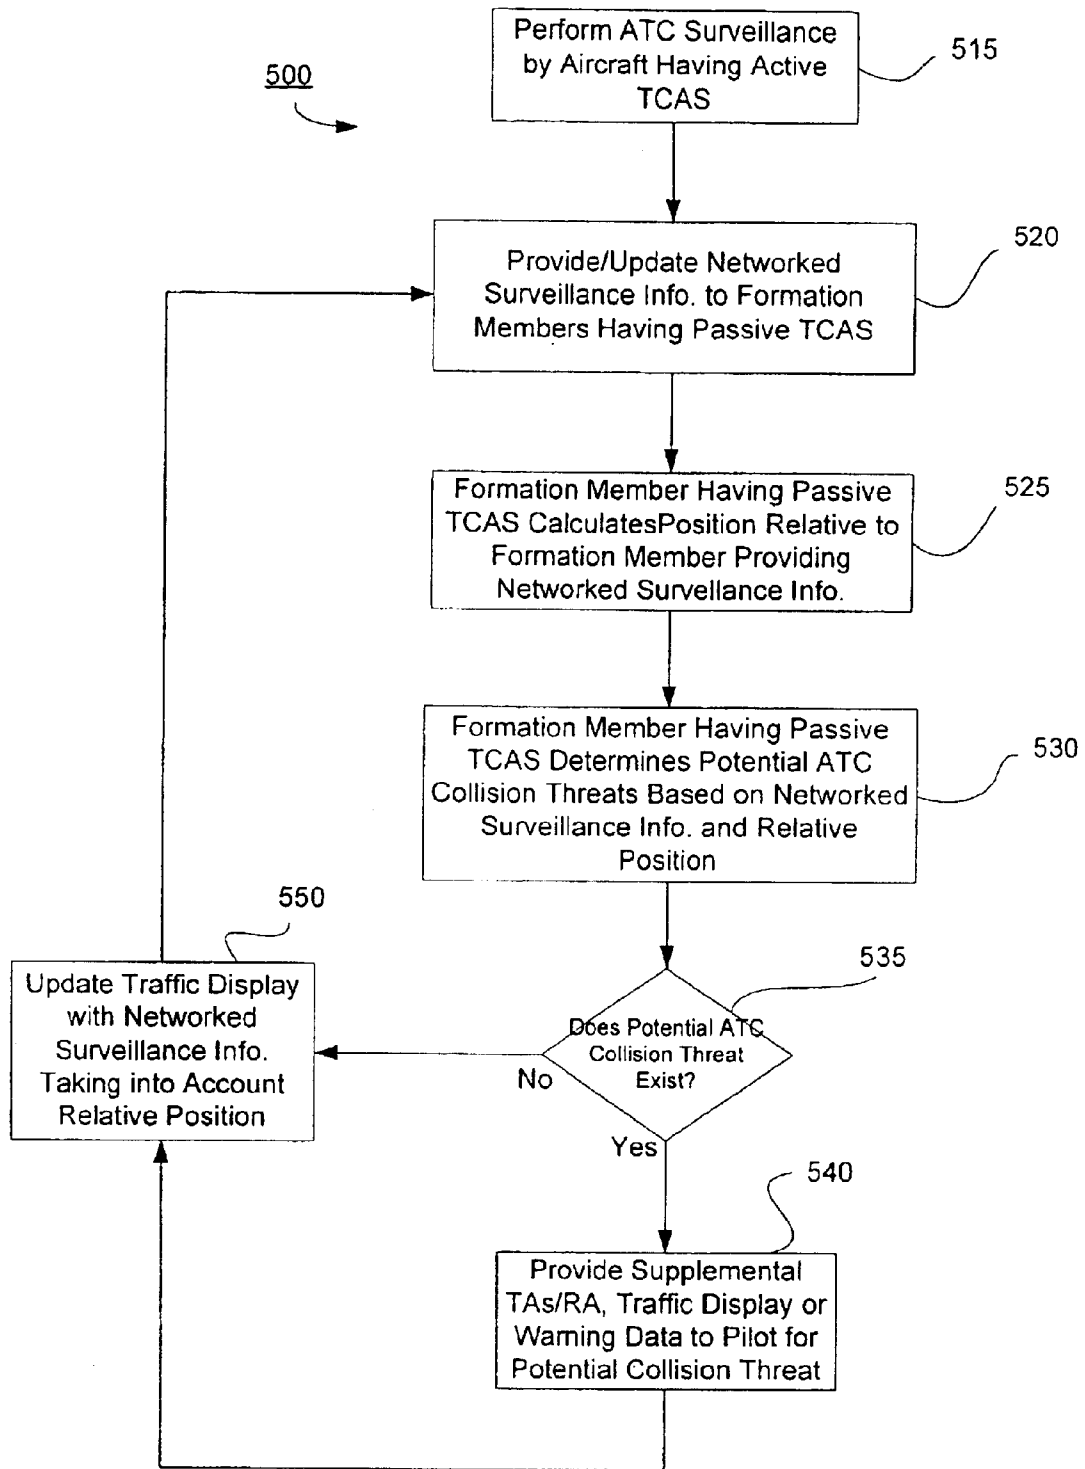 Perform ATC Surveillance
by Aircraft Having Active
TCAS
515
500
Provide/Update Networked
Surveillance Info. to Formation
Members Having Passive TCAS
520
Formation Member Having Passive
TCAS CalculatesPosition Relative to
Formation Member Providing
Networked Survellance Info.
525
Formation Member Having Passive
TCAS Determines Potential ATC
Collision Threats Based on Networked
Surveillance Info. and Relative
Position
530
550
Update Traffic Display
with Networked
Surveillance Info.
Taking into Account
Relative Position
535
Does Potential ATC
Collision Threat
Exist?
No
Yes
540
Provide Supplemental
TAs/RA, Traffic Display or
Warning Data to Pilot for
Potential Collision Threat